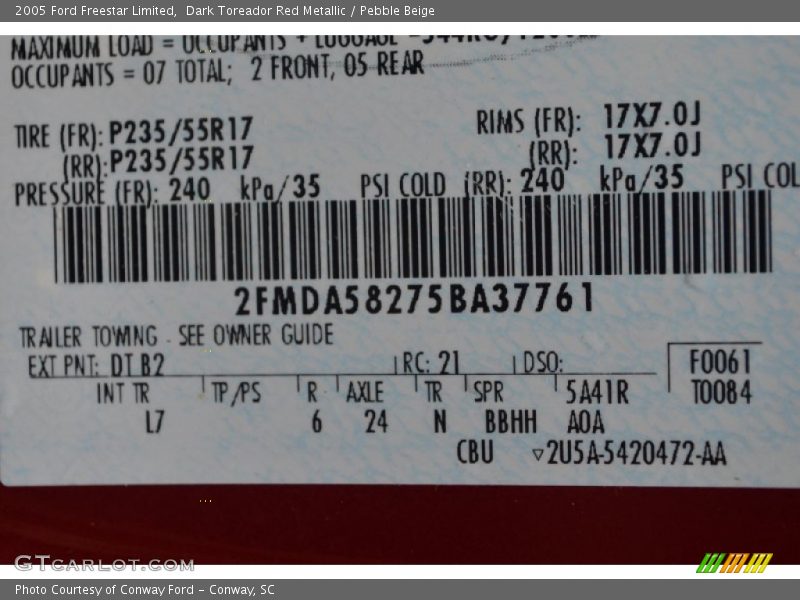 2005 Ford Freestar Limited, Dark Toreador Red Metallic / Pebble Beige
MAXIMUM LOAD = OCCUPANTS + LUGGAGE
OCCUPANTS = 07 TOTAL; 2 FRONT, 05 REAR
TIRE (FR): P235/55R17 RIMS (FR): 17X7.0J
(RR): P235/55R17 (RR): 17X7.0J
PRESSURE (FR): 240 kPa/35 PSI COLD (RR): 240 kPa/35 PSI COL
2FMDA58275BA37761
TRAILER TOWING - SEE OWNER GUIDE
EXT PNT: DT B2 RC: 21 DSO: F0061
INT TR TP/PS R AXLE TR SPR 5A41R T0084
L7 6 24 N BBHH A0A
CBU ▽2U5A-5420472-AA
GTCARLOT.COM
Photo Courtesy of Conway Ford - Conway, SC